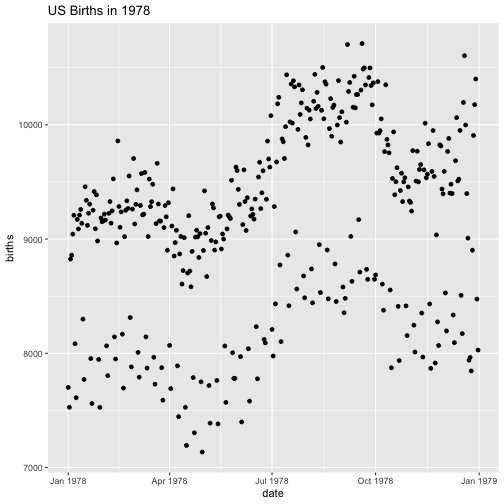 US Births in 1978
births
10000
9000
8000
7000
Jan 1978
Apr 1978
Jul 1978
Oct 1978
Jan 1979
date